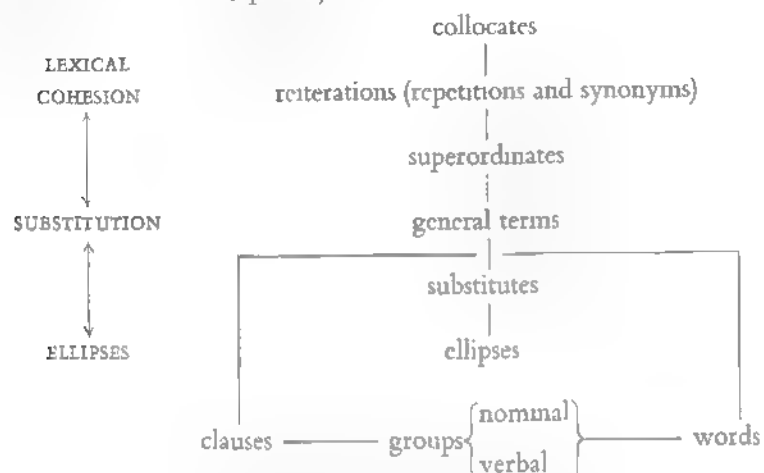 collocates
LEXICAL
COHESION
reiterations (repetitions and synonyms)
superordinates
SUBSTITUTION
general terms
substitutes
ELLIPSES
ellipses
nominal
clauses
groups
words
verbal